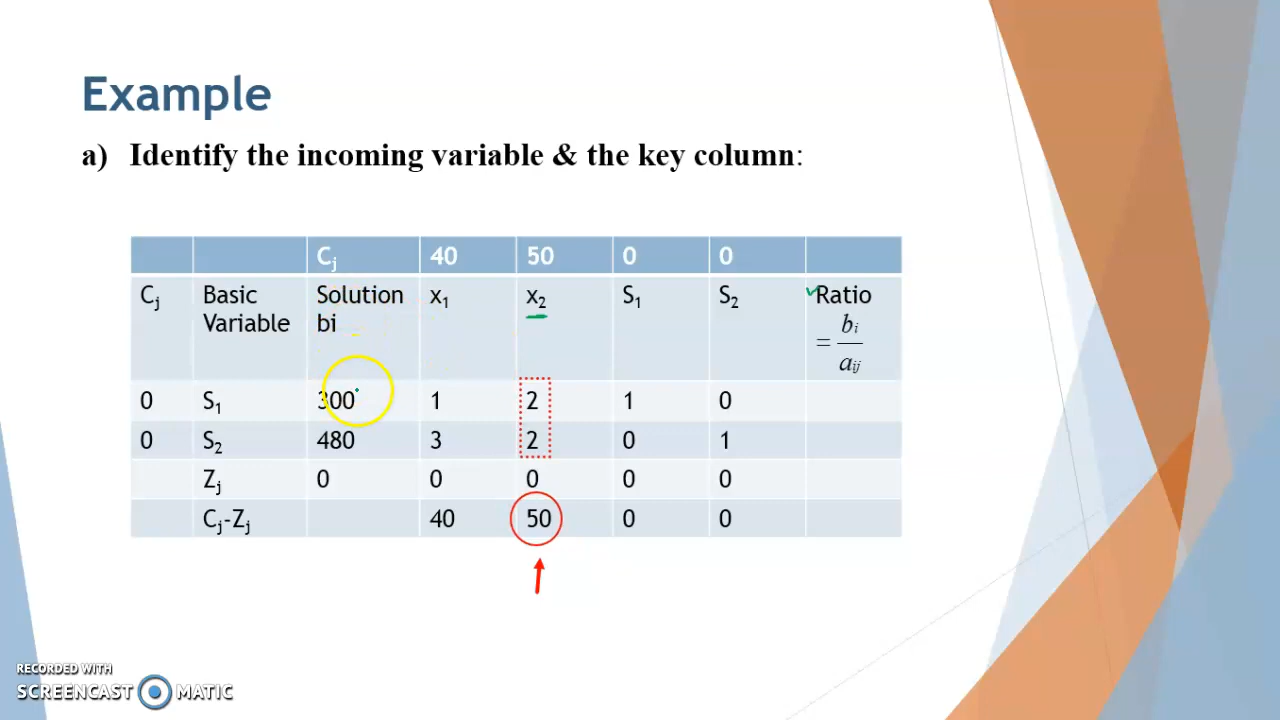 Example
a) Identify the incoming variable & the key column:
Cj 40 50 0 0
Cj Basic Variable Solution bi x1 x2 S1 S2 Ratio = bi / aij
0 S1 300 1 2 1 0
0 S2 480 3 2 0 1
Zj 0 0 0 0 0
Cj-Zj 40 50 0 0
RECORDED WITH
SCREENCAST MATIC